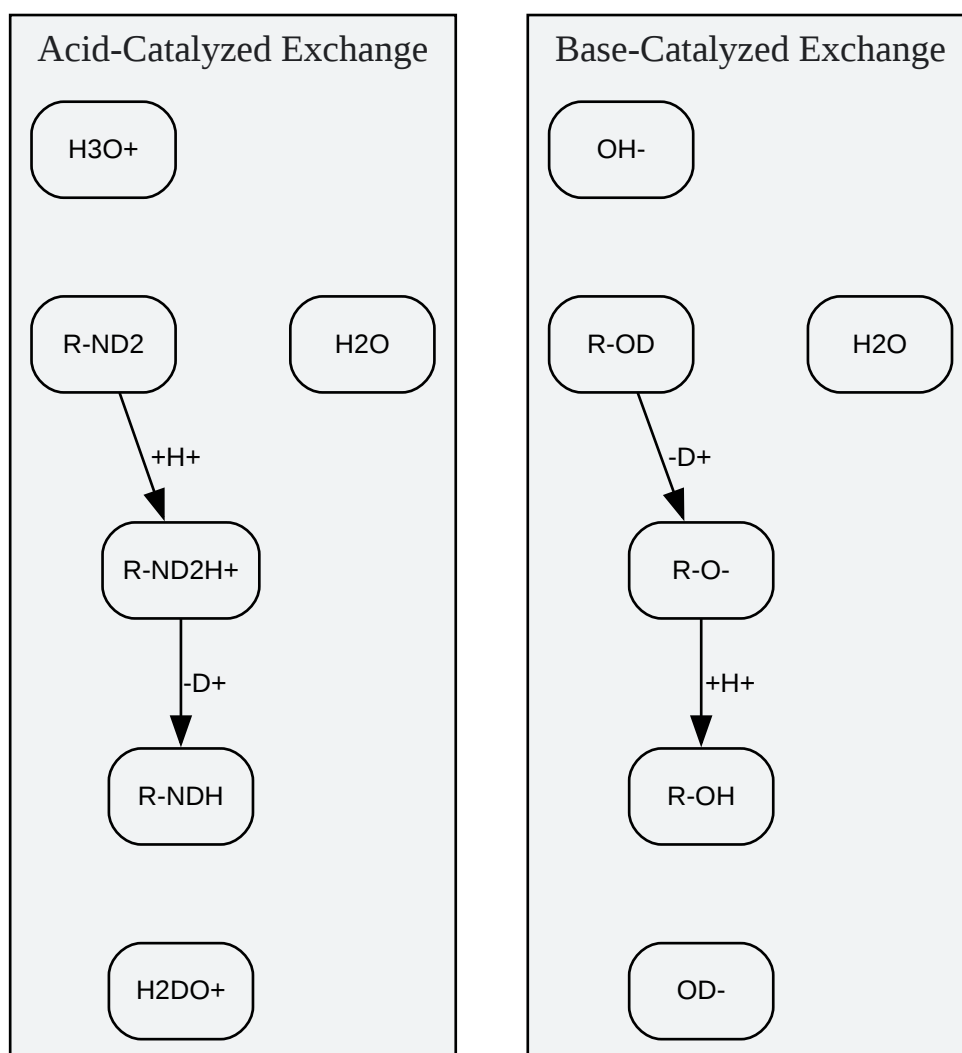 Acid-Catalyzed Exchange
H3O+
R-ND2
H2O
+H+
R-ND2H+
-D+
R-NDH
H2DO+
Base-Catalyzed Exchange
OH-
R-OD
H2O
-D+
R-O-
+H+
R-OH
OD-